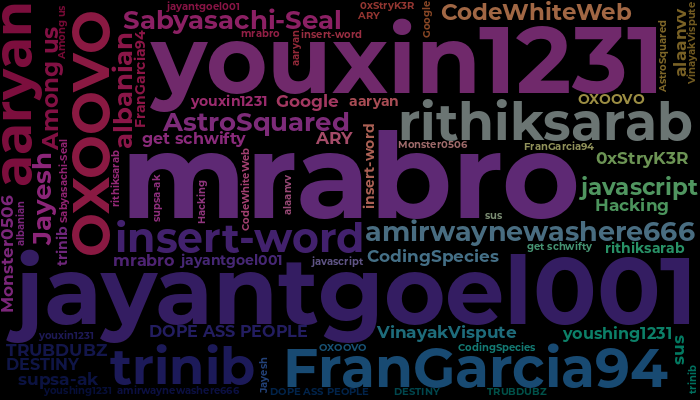 jayantgoel001
0xStryK3R
ARY
Google
CodeWhiteWeb
aaryan
Among us
Among us
OXOOVO
Sabyasachi-Seal
mrabro
insert-word
aaryan
youxin1231
AstroSquared
alaanvv
VinayakVispute
albanian
FranGarcia94
youxin1231
Google
aaryan
OXOOVO
AstroSquared
rithiksarab
get schwifty
ARY
Monster0506
FranGarcia94
0xStryK3R
Jayesh
Sabyasachi-Seal
rithiksarab
mrabro
supsa-ak
Hacking
CodeWhiteWeb
alaanvv
insert-word
javascript
Hacking
Monster0506
albanian
trinib
sus
insert-word
amirwaynewashere666
get schwifty
rithiksarab
mrabro
jayantgoel001
javascript
CodingSpecies
jayantgoel001
youxin1231
DOPE ASS PEOPLE
VinayakVispute
youshing1231
TRUBDUBZ
OXOOVO
CodingSpecies
sus
DESTINY
trinib
FranGarcia94
supsa-ak
Jayesh
trinib
youshing1231
amirwaynewashere666
DOPE ASS PEOPLE
DESTINY
TRUBDUBZ